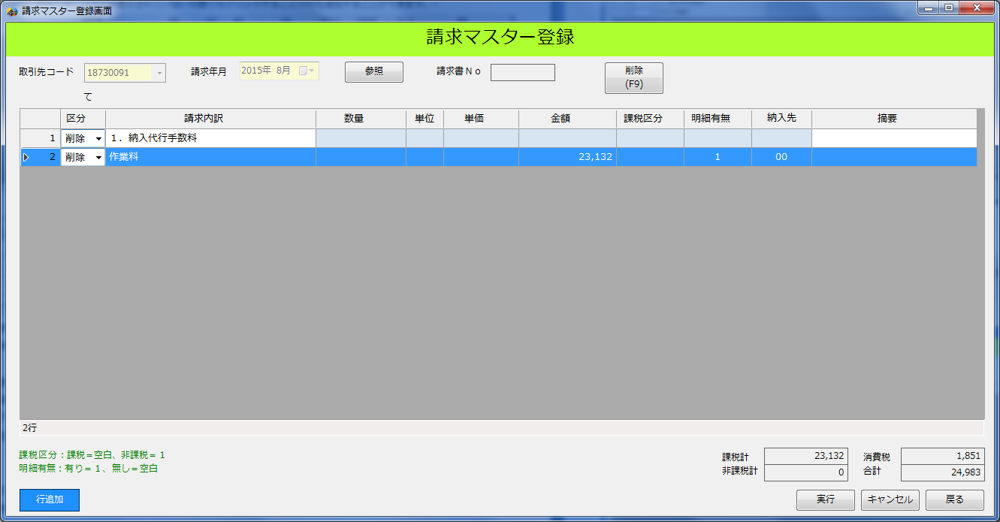 請求マスター登録画面
請求マスター登録
取引先コード 18730091 請求年月 2015年 8月 参照 請求書No 削除
(F9)
て
区分 請求内訳 数量 単位 単価 金額 課税区分 明細有無 納入先 摘要
1 削除 1. 納入代行手数料
2 削除 作業料 23,132 1 00
2行
課税区分：課税＝空白、非課税＝１
明細有無：有り＝１、無し＝空白
課税計 23,132 消費税 1,851
非課税計 0 合計 24,983
行追加 実行 キャンセル 戻る